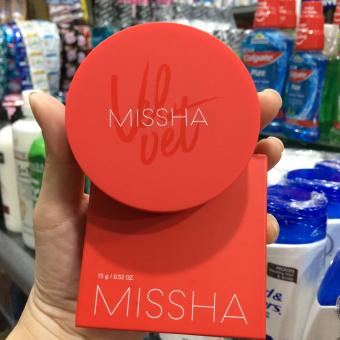 Velvet
MISSHA
15 g / 0.52 OZ.
MISSHA
Colgate
Colgate